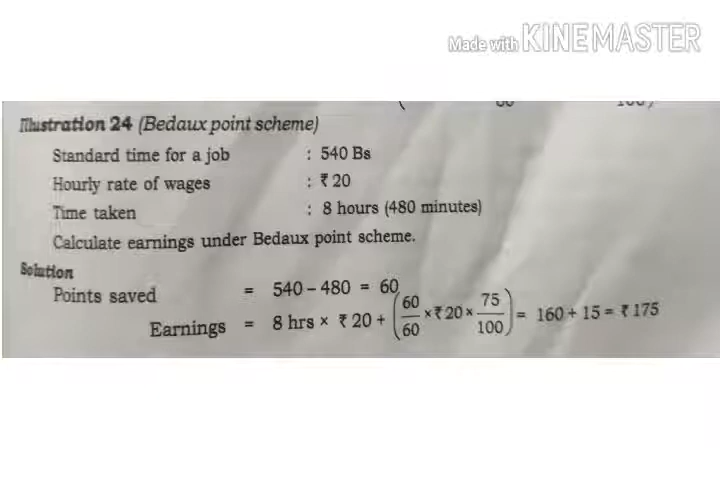 Made with KINEMASTER
Illustration 24 (Bedaux point scheme)
Standard time for a job : 540 Bs
Hourly rate of wages : ₹ 20
Time taken : 8 hours (480 minutes)
Calculate earnings under Bedaux point scheme.
Solution
Points saved = 540 – 480 = 60
Earnings = 8 hrs × ₹ 20 + (60/60 × ₹ 20 × 75/100) = 160 + 15 = ₹ 175